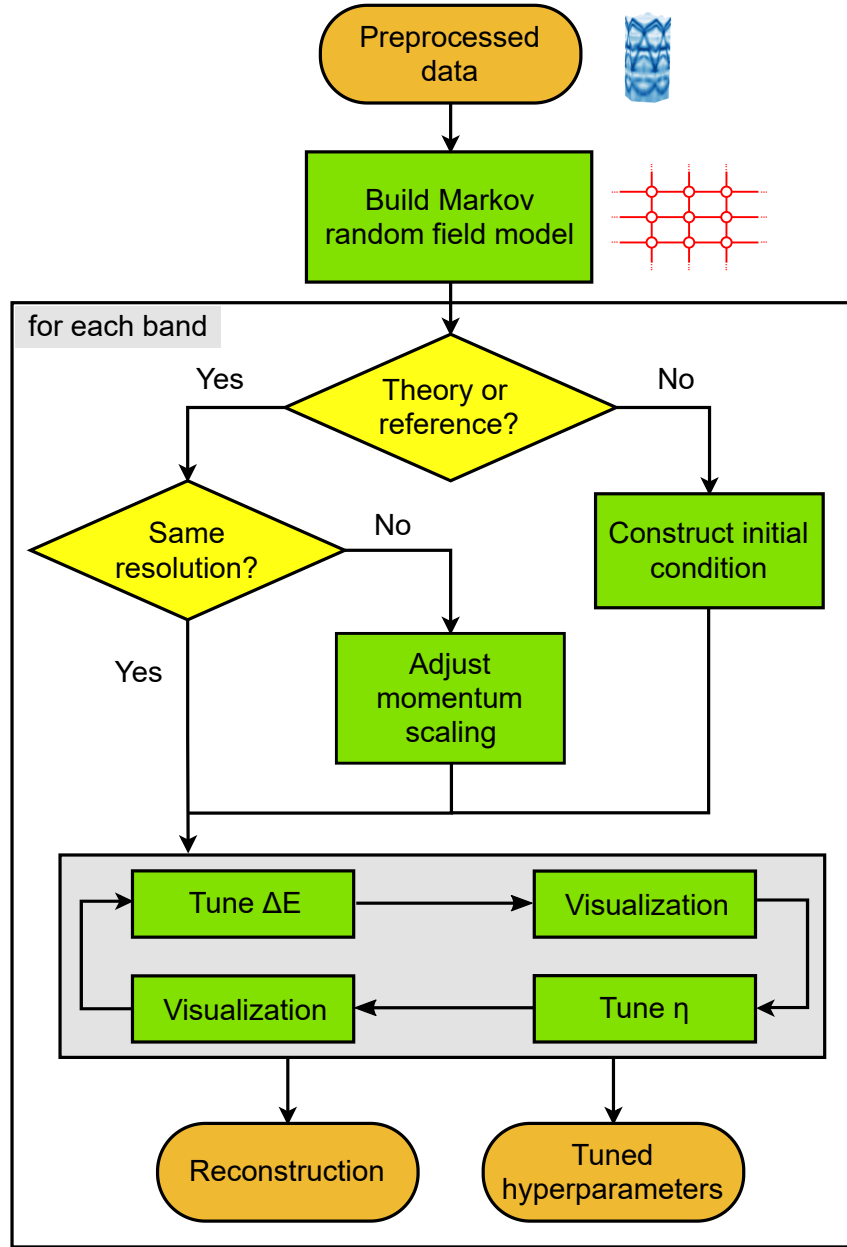 Preprocessed
data
Build Markov
random field model
for each band
Yes
Theory or
reference?
No
Same
resolution?
No
Construct initial
condition
Yes
Adjust
momentum
scaling
Tune ΔE
Visualization
Visualization
Tune η
Reconstruction
Tuned
hyperparameters